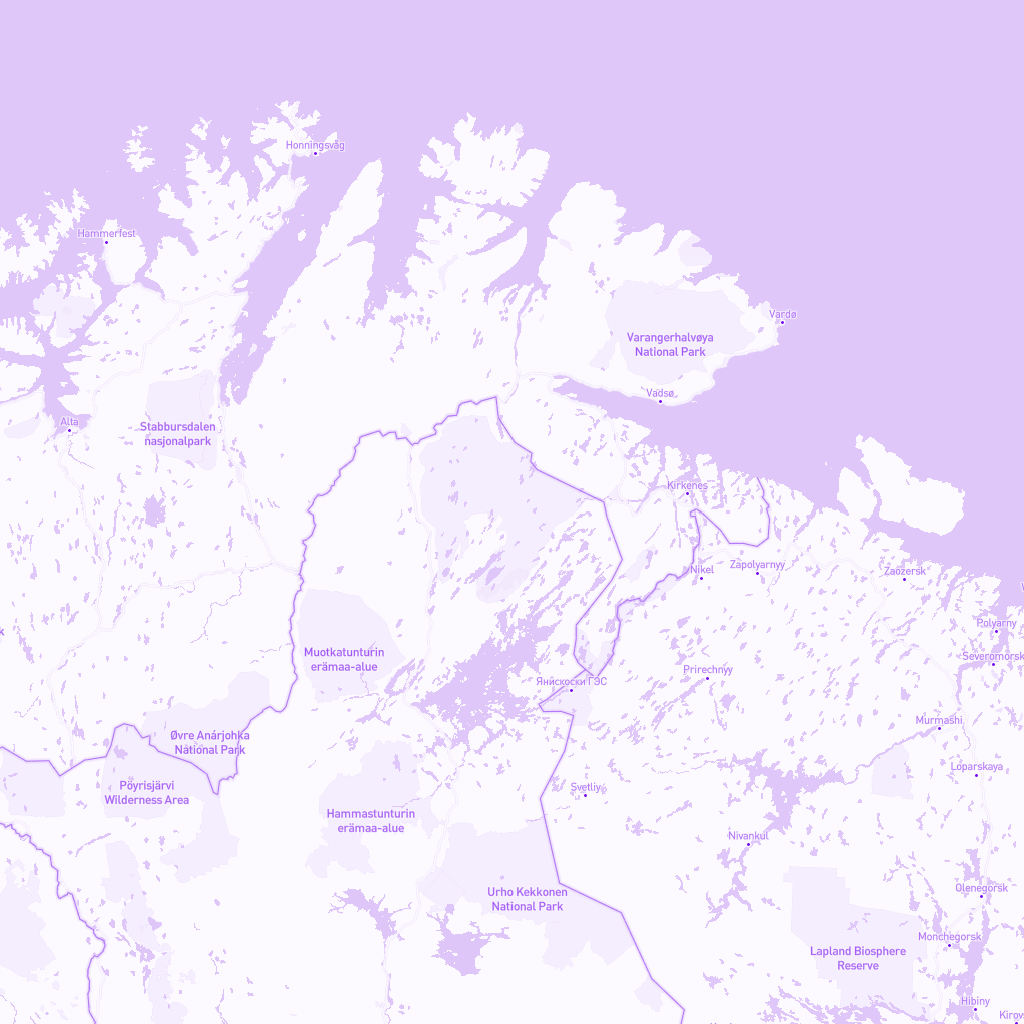 Honningsvåg
Hammerfest
Vardø
Varangerhalvøya
National Park
Vadsø
Alta
Stabbursdalen
nasjonalpark
Kirkenes
Nikel
Zapolyarnyy
Zaozersk
Polyarny
Severomorsk
Muotkatunturin
erämaa-alue
Prirechnyy
Янискоски ГЭС
Murmashi
Øvre Anárjohka
National Park
Loparskaya
Pöyrisjärvi
Wilderness Area
Svetliy
Hammastunturin
erämaa-alue
Nivankul
Urho Kekkonen
National Park
Olenegorsk
Monchegorsk
Lapland Biosphere
Reserve
Hibiny
Kirovs